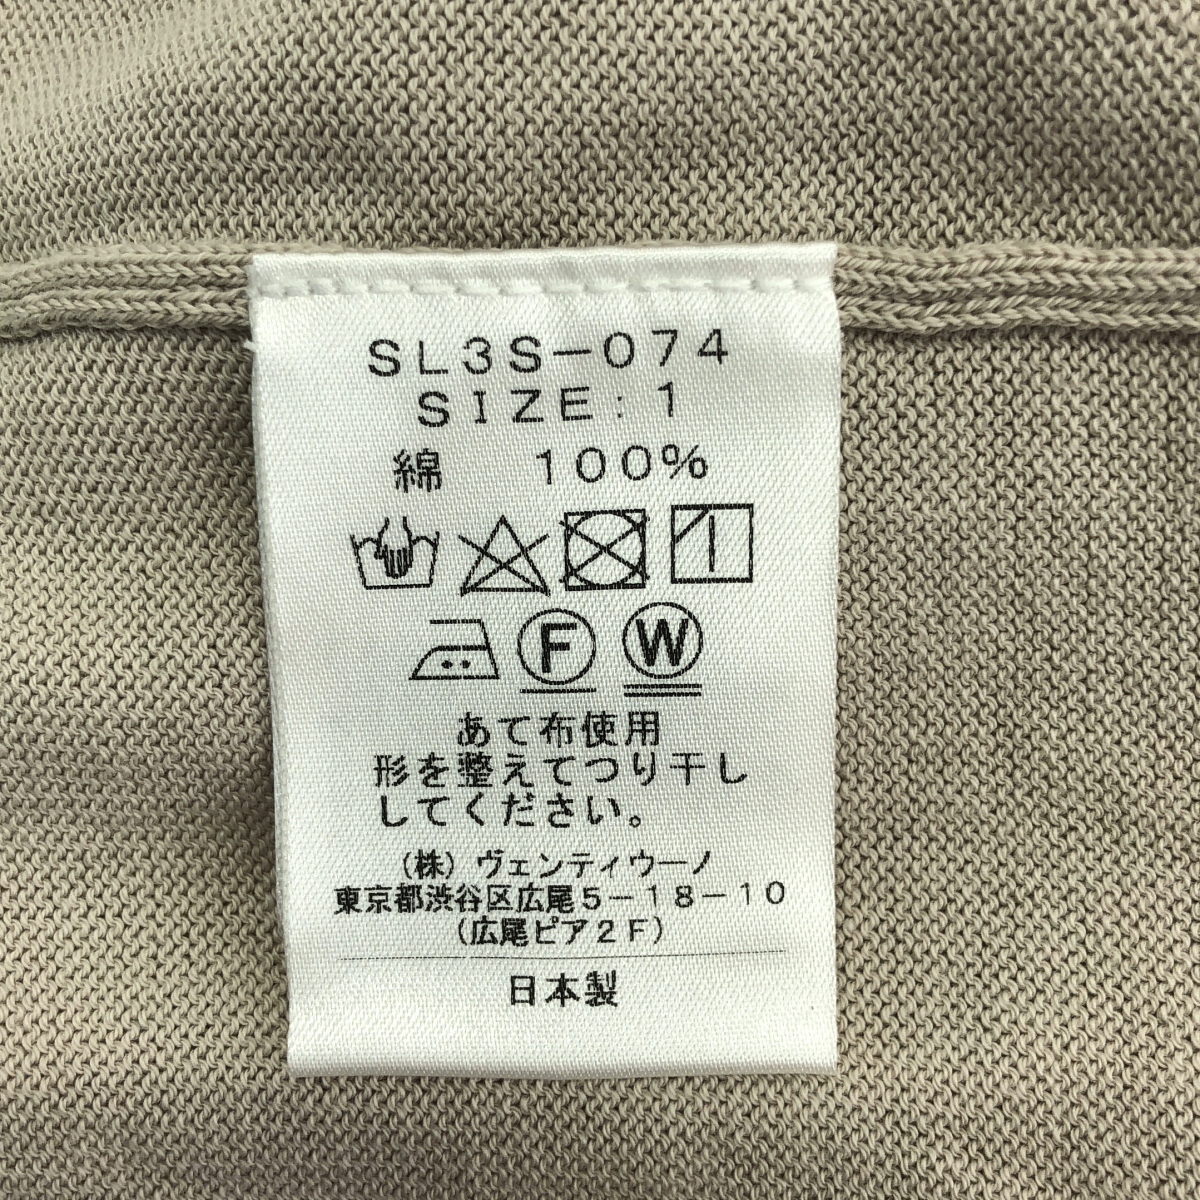 SL3S-074
SIZE:1
綿 100%
F W
あて布使用
形を整えてつり干し
してください。
(株)ヴェンティウーノ
東京都渋谷区広尾5-18-10
(広尾ピア2F)
日本製